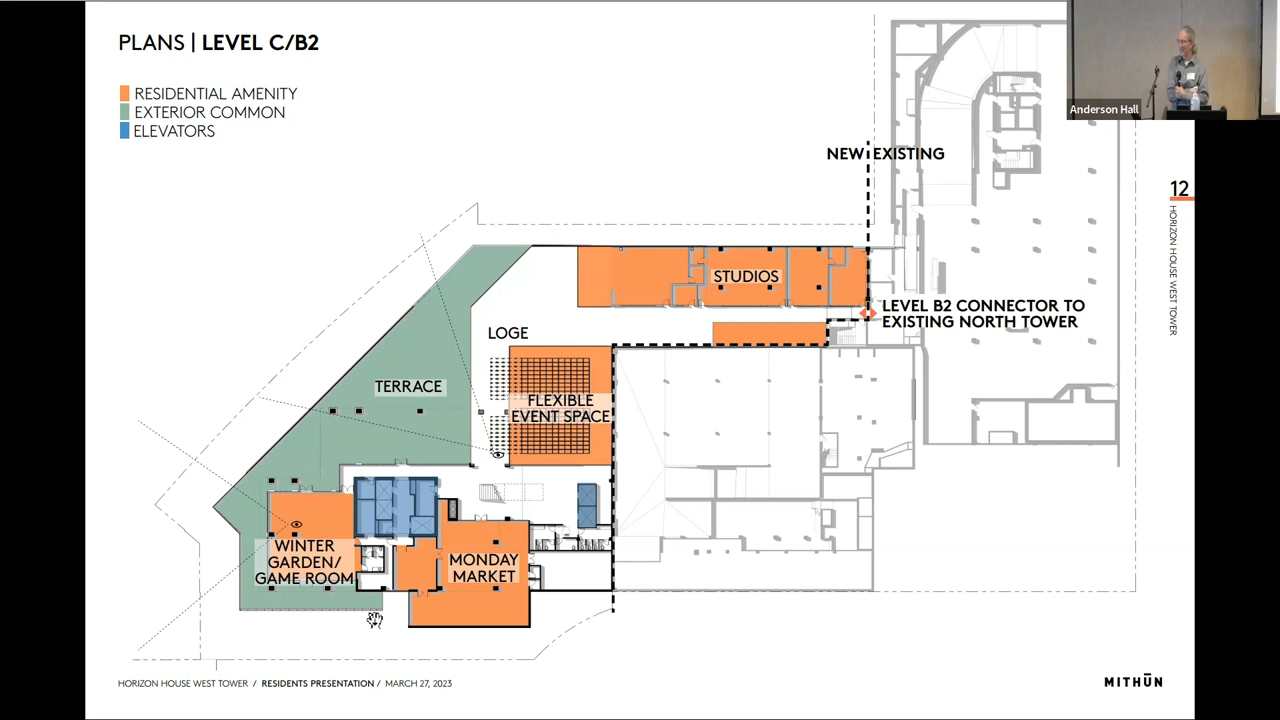 PLANS | LEVEL C/B2
RESIDENTIAL AMENITY
EXTERIOR COMMON
ELEVATORS
Anderson Hall
NEW EXISTING
12
HORIZON HOUSE WEST TOWER
STUDIOS
LEVEL B2 CONNECTOR TO
EXISTING NORTH TOWER
LOGE
TERRACE
FLEXIBLE
EVENT SPACE
WINTER
GARDEN/
GAME ROOM
MONDAY
MARKET
HORIZON HOUSE WEST TOWER / RESIDENTS PRESENTATION / MARCH 27, 2023
MITHŪN